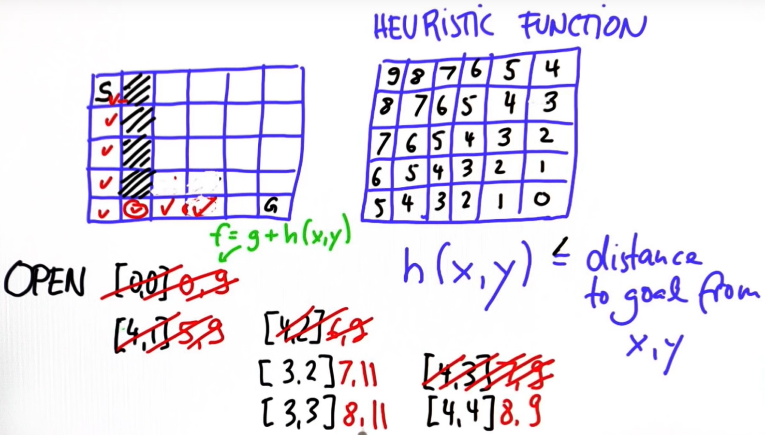 HEURISTIC FUNCTION
S
G
9 8 7 6 5 4
8 7 6 5 4 3
7 6 5 4 3 2
6 5 4 3 2 1
5 4 3 2 1 0
f = g + h(x,y)
h(x,y) ≤ distance
to goal from
x,y
OPEN [0,0] 0,9
[4,1] 5,9 [4,2] 6,9
[3,2] 7,11 [4,3] 7,9
[3,3] 8,11 [4,4] 8,9